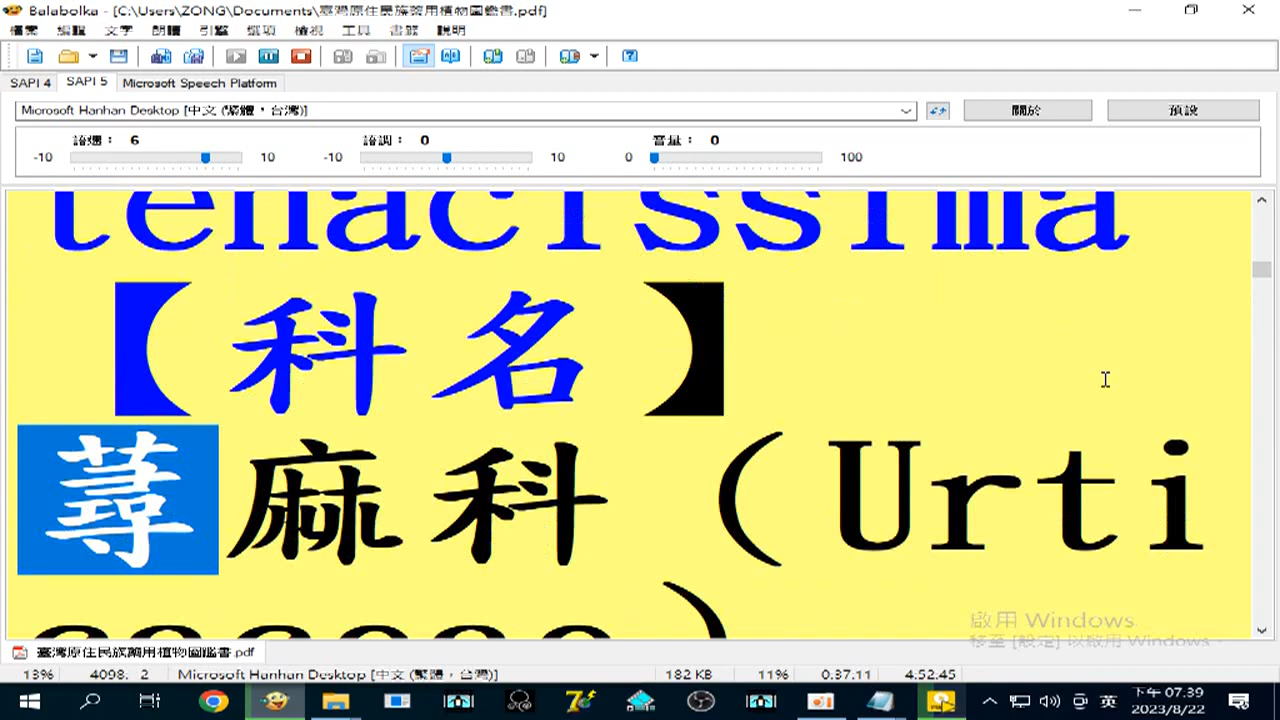 Balabolka - [C:\Users\ZONG\Documents\臺灣原住民族藥用植物圖鑑書.pdf]
檔案 編輯 文字 朗讀 引擎 選項 檢視 工具 書籤 說明
SAPI 4 SAPI 5 Microsoft Speech Platform
Microsoft Hanhan Desktop [中文 (繁體，台灣)] 關於 預設
語速： 6 語調： 0 音量： 0
-10 10 -10 10 0 100
tenacissima
【科名】
蕁麻科（Urti
caceae）
啟用 Windows
移至 [設定] 以啟用 Windows。
臺灣原住民族藥用植物圖鑑書.pdf
13% 4098. 2 Microsoft Hanhan Desktop [中文 (繁體，台灣)] 182 KB 11% 0.37.11 4.52.45
英 下午 07:39
2023/8/22